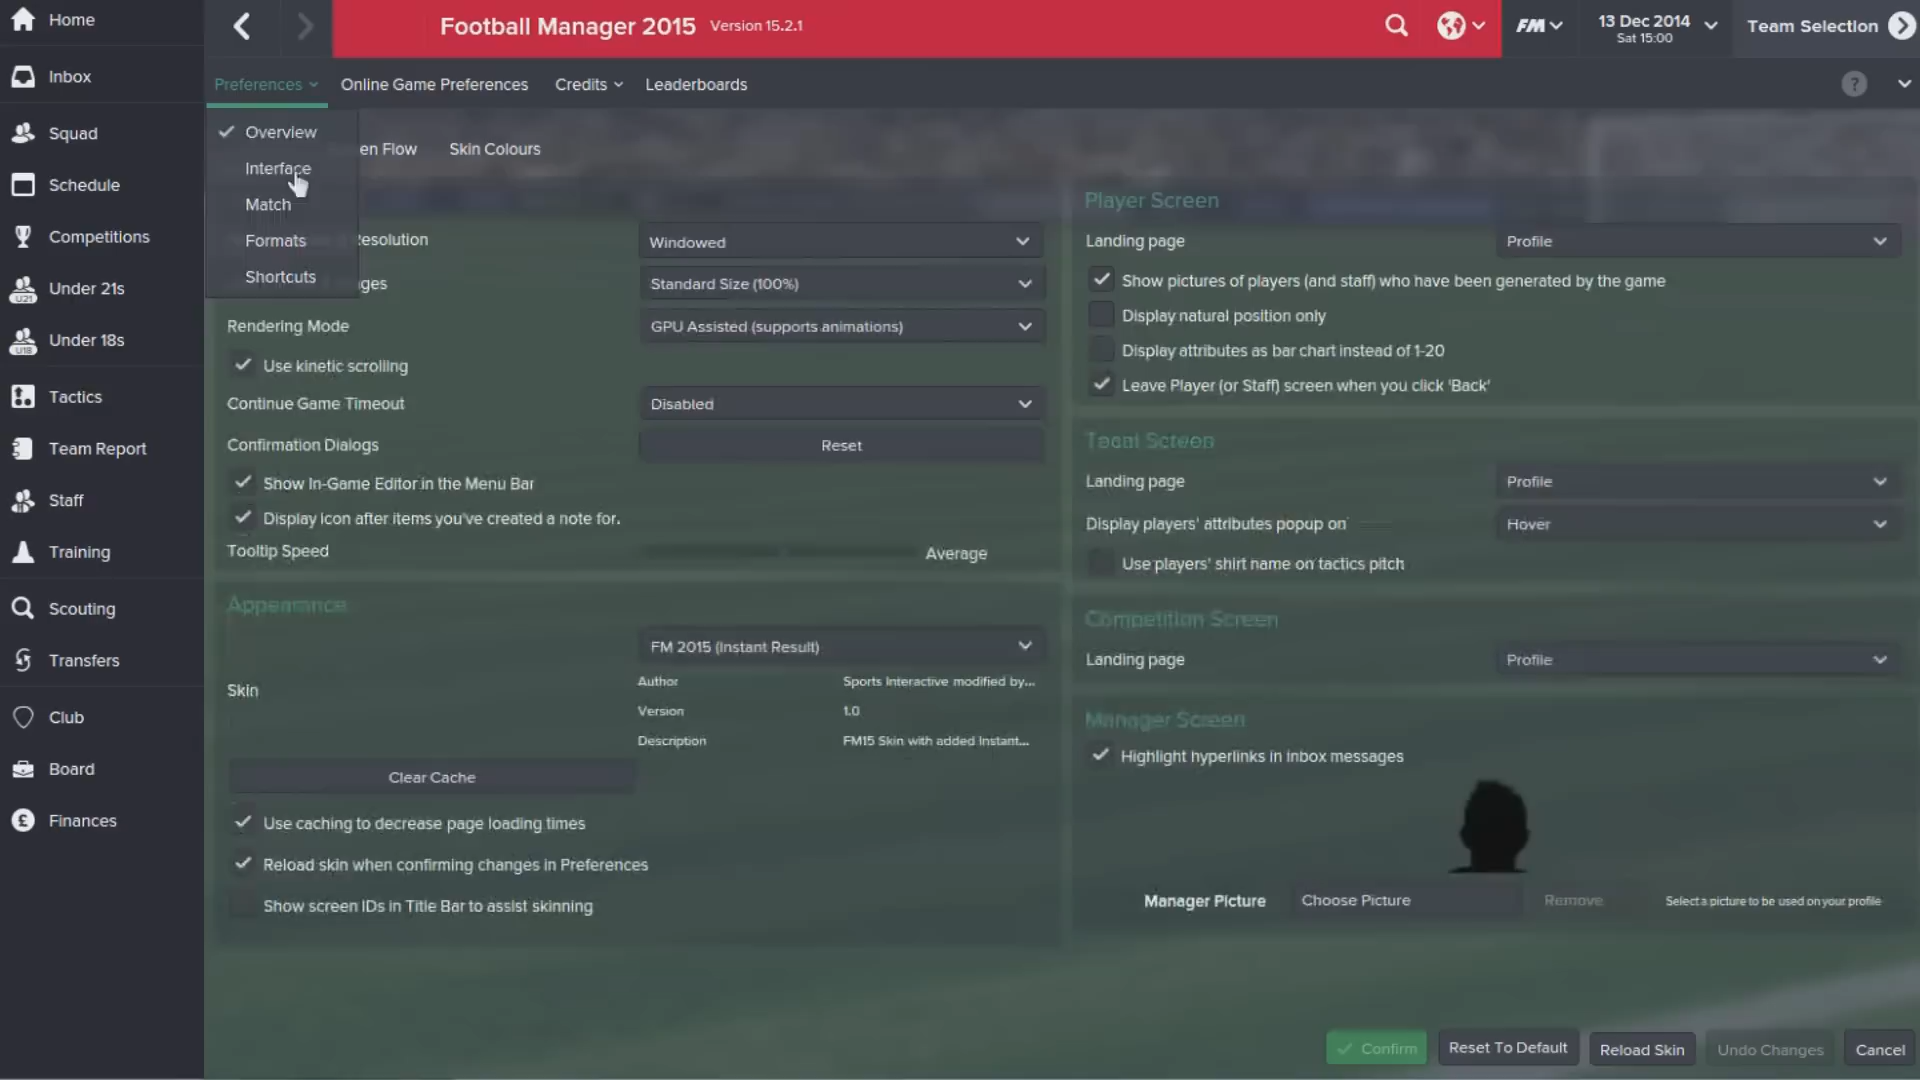 Home
Inbox
Squad
Schedule
Competitions
U21
Under 21s
U18
Under 18s
Tactics
Team Report
Staff
Training
Scouting
Transfers
Club
Board
£
Finances
Football Manager 2015 Version 15.2.1
FM
13 Dec 2014
Sat 15:00
Team Selection
Preferences
Online Game Preferences
Credits
Leaderboards
?
Overview
Interface
Match
Formats
Shortcuts
en Flow
Skin Colours
Resolution
Windowed
ges
Standard Size (100%)
Rendering Mode
GPU Assisted (supports animations)
Use kinetic scrolling
Continue Game Timeout
Disabled
Confirmation Dialogs
Reset
Show In-Game Editor in the Menu Bar
Display icon after items you've created a note for.
Tooltip Speed
Average
Appearance
FM 2015 (Instant Result)
Skin
Author
Sports Interactive modified by...
Version
1.0
Description
FM15 Skin with added Instant...
Clear Cache
Use caching to decrease page loading times
Reload skin when confirming changes in Preferences
Show screen IDs in Title Bar to assist skinning
Player Screen
Landing page
Profile
Show pictures of players (and staff) who have been generated by the game
Display natural position only
Display attributes as bar chart instead of 1-20
Leave Player (or Staff) screen when you click 'Back'
Team Screen
Landing page
Profile
Display players' attributes popup on
Hover
Use players' shirt name on tactics pitch
Competition Screen
Landing page
Profile
Manager Screen
Highlight hyperlinks in inbox messages
Manager Picture
Choose Picture
Remove
Select a picture to be used on your profile
Confirm
Reset To Default
Reload Skin
Undo Changes
Cancel